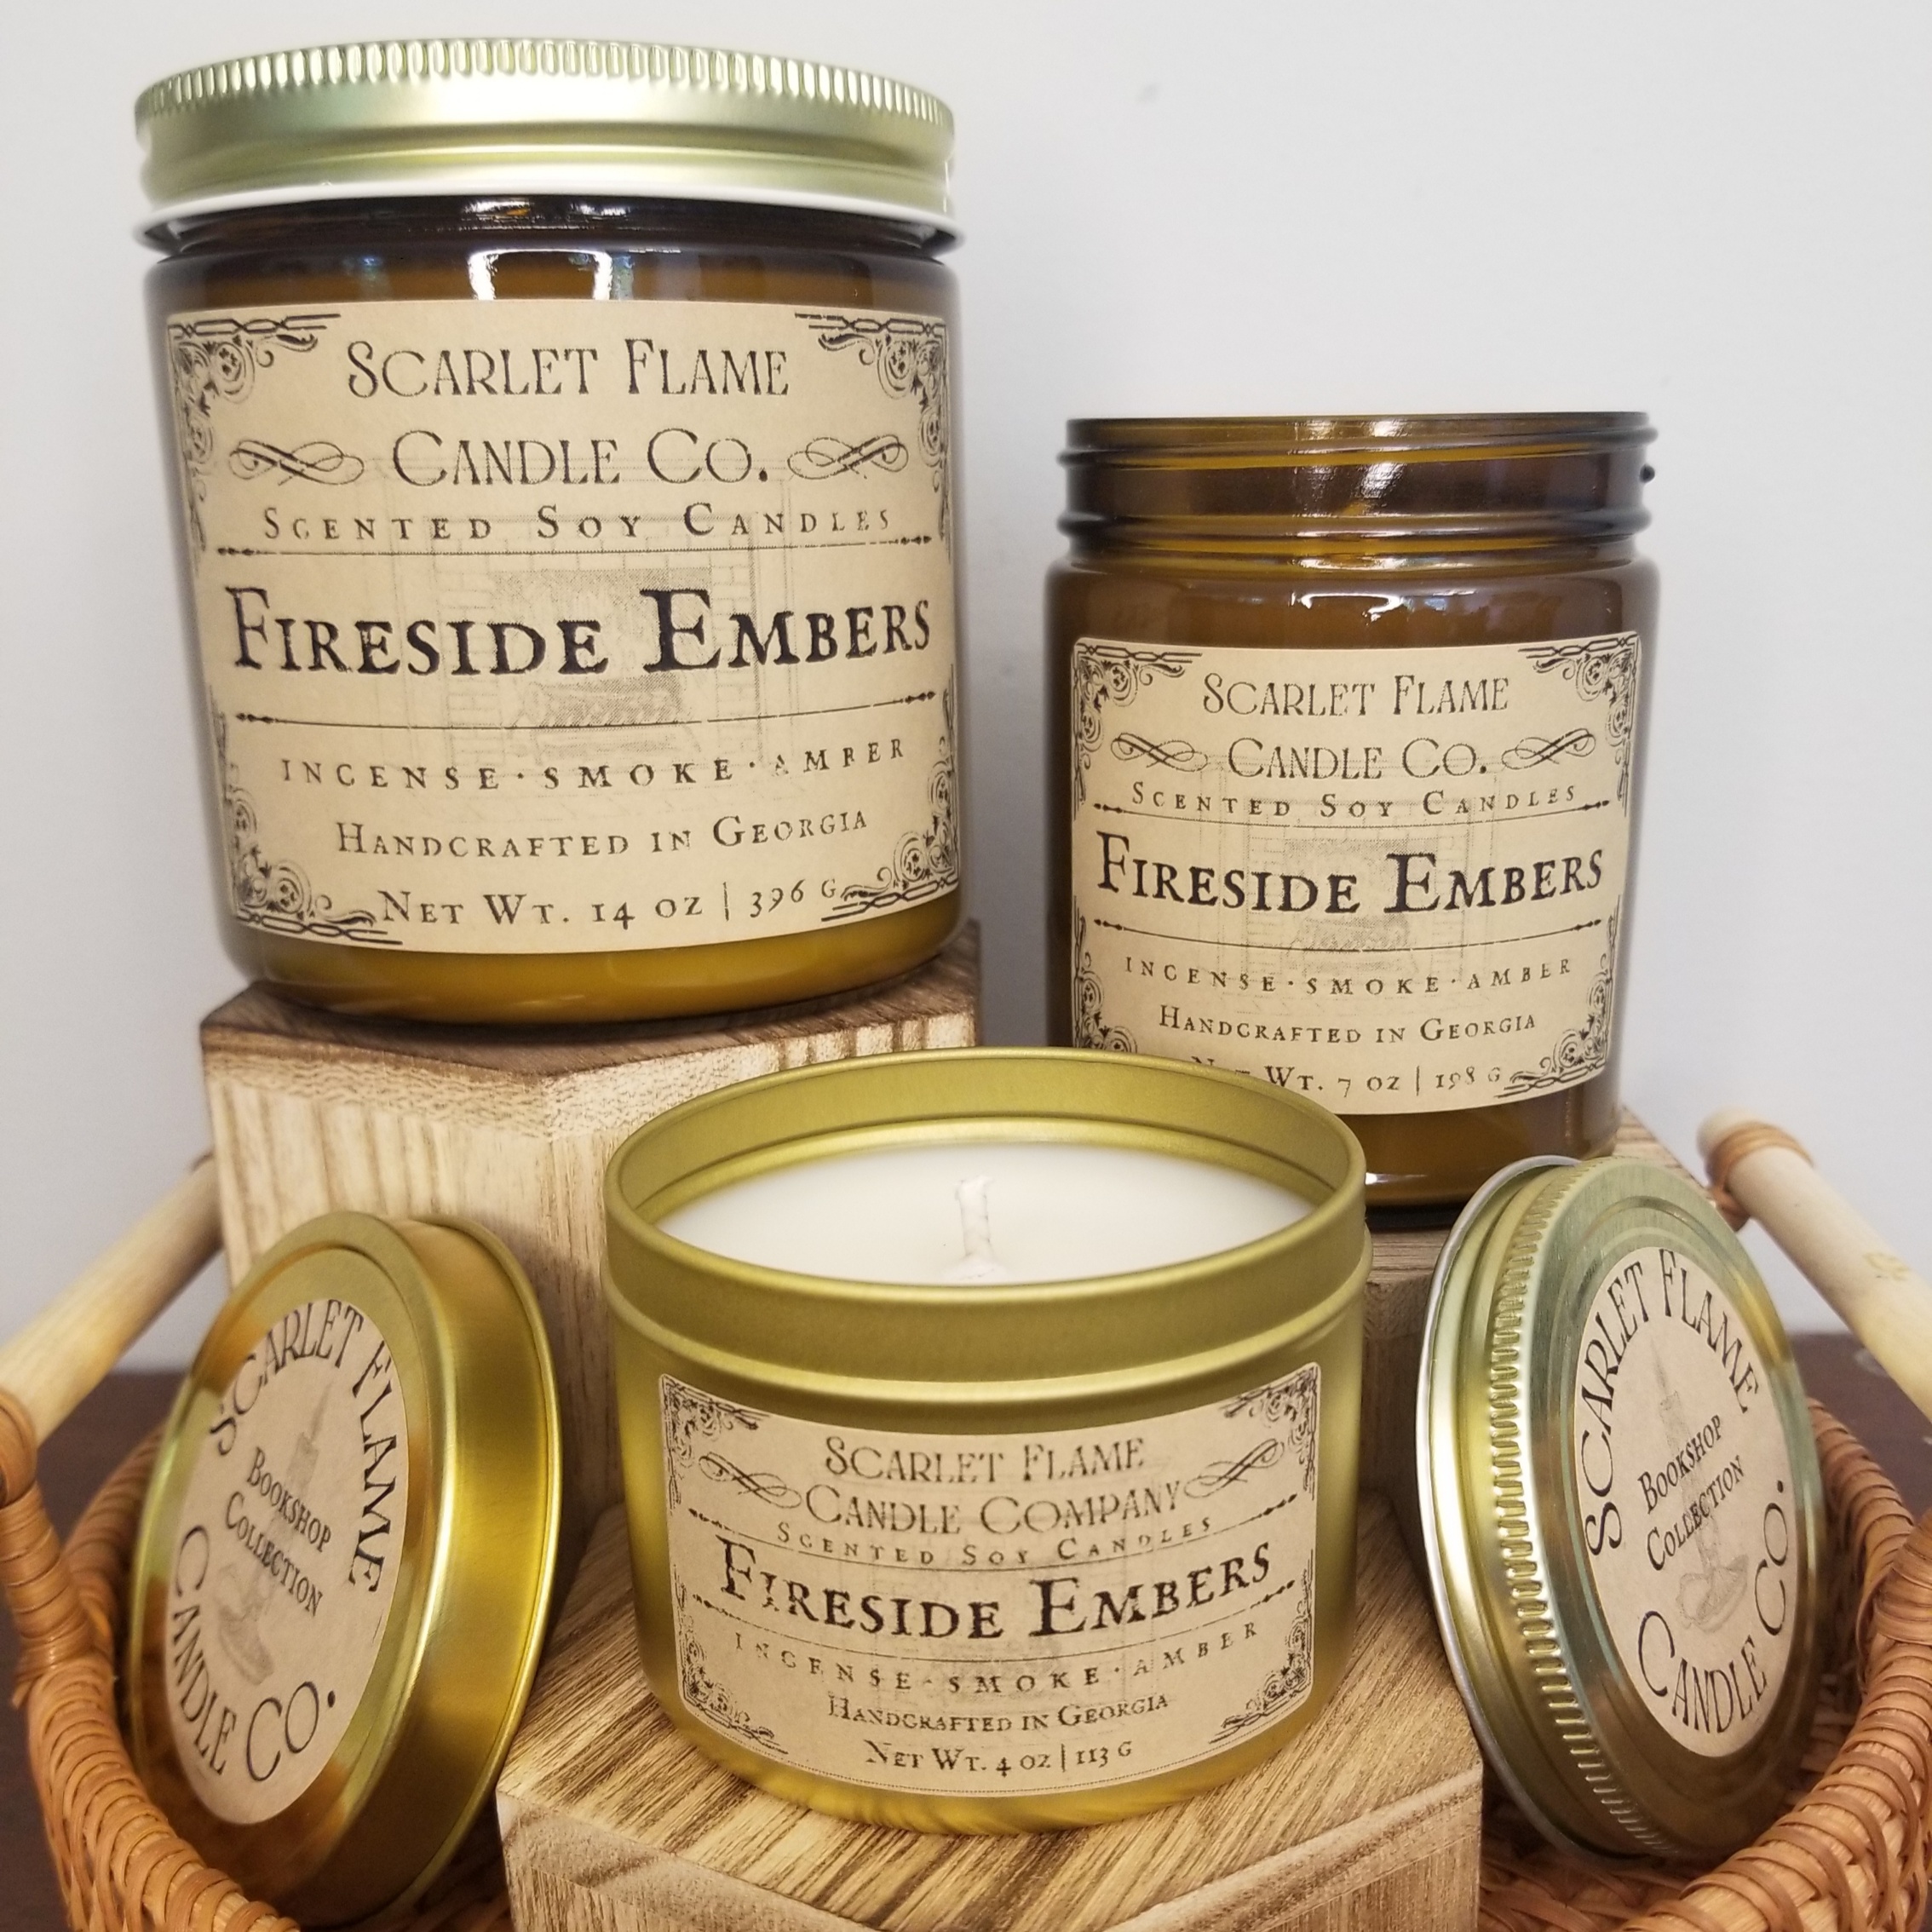 Scarlet Flame
Candle Co.
Scented Soy Candles
Fireside Embers
Incense · Smoke · Amber
Handcrafted in Georgia
Net Wt. 14 oz | 396 g
Scarlet Flame
Candle Co.
Scented Soy Candles
Fireside Embers
Incense · Smoke · Amber
Handcrafted in Georgia
Net Wt. 7 oz | 198 g
Scarlet Flame
Bookshop
Collection
Candle Co.
Scarlet Flame
Candle Company
Scented Soy Candles
Fireside Embers
Incense · Smoke · Amber
Handcrafted in Georgia
Net Wt. 4 oz | 113 g
Scarlet Flame
Bookshop
Collection
Candle Co.